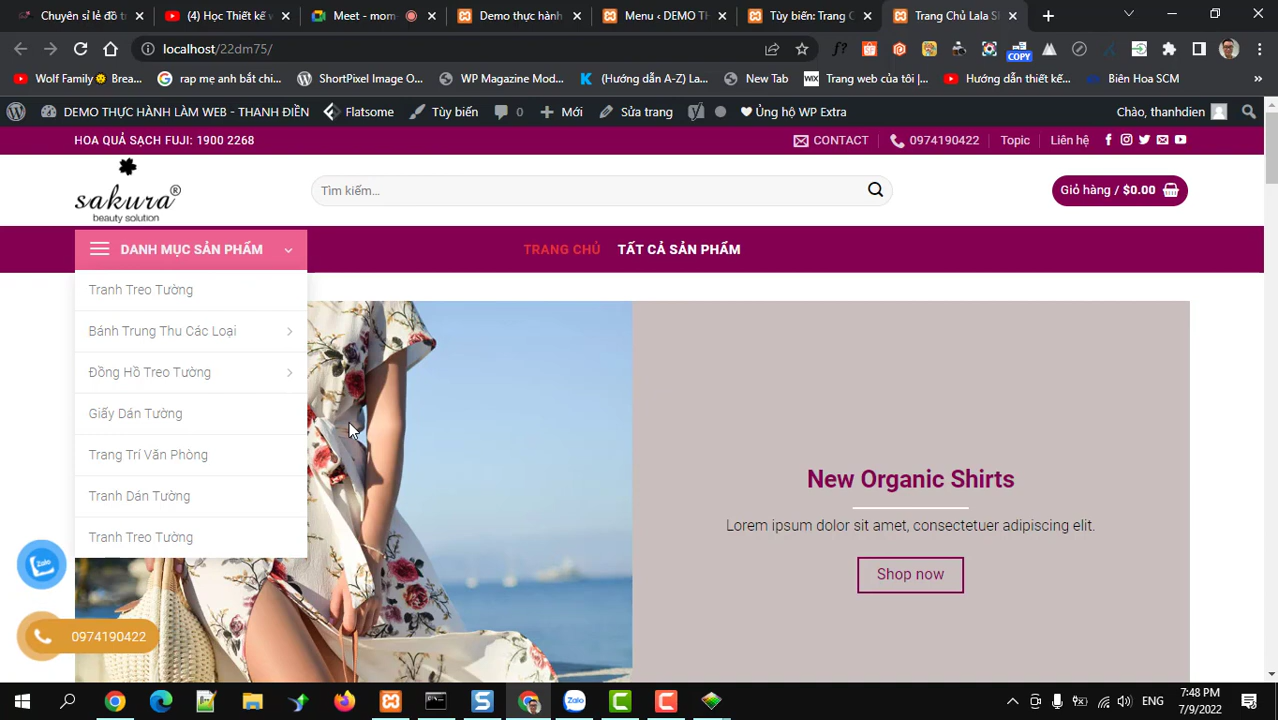 Chuyên sỉ lẻ đồ t
(4) Học Thiết kế v
Meet - mom-
Demo thực hành
Menu ‹ DEMO TH
Tùy biến: Trang C
Trang Chủ Lala S
localhost/22dm75/
COPY
Wolf Family Brea...
rap mẹ anh bắt chi...
ShortPixel Image O...
WP Magazine Mod...
(Hướng dẫn A-Z) La...
New Tab
Trang web của tôi |...
Hướng dẫn thiết kế...
Biên Hoa SCM
DEMO THỰC HÀNH LÀM WEB - THANH ĐIỀN
Flatsome
Tùy biến
0
Mới
Sửa trang
Ủng hộ WP Extra
Chào, thanhdien
HOA QUẢ SẠCH FUJI: 1900 2268
CONTACT
0974190422
Topic
Liên hệ
sakura®
beauty solution
Tìm kiếm...
Giỏ hàng / $0.00
DANH MỤC SẢN PHẨM
TRANG CHỦ
TẤT CẢ SẢN PHẨM
Tranh Treo Tường
Bánh Trung Thu Các Loại
Đồng Hồ Treo Tường
Giấy Dán Tường
Trang Trí Văn Phòng
Tranh Dán Tường
Tranh Treo Tường
New Organic Shirts
Lorem ipsum dolor sit amet, consectetuer adipiscing elit.
Shop now
Zalo
0974190422
Zalo
ENG
7:48 PM
7/9/2022